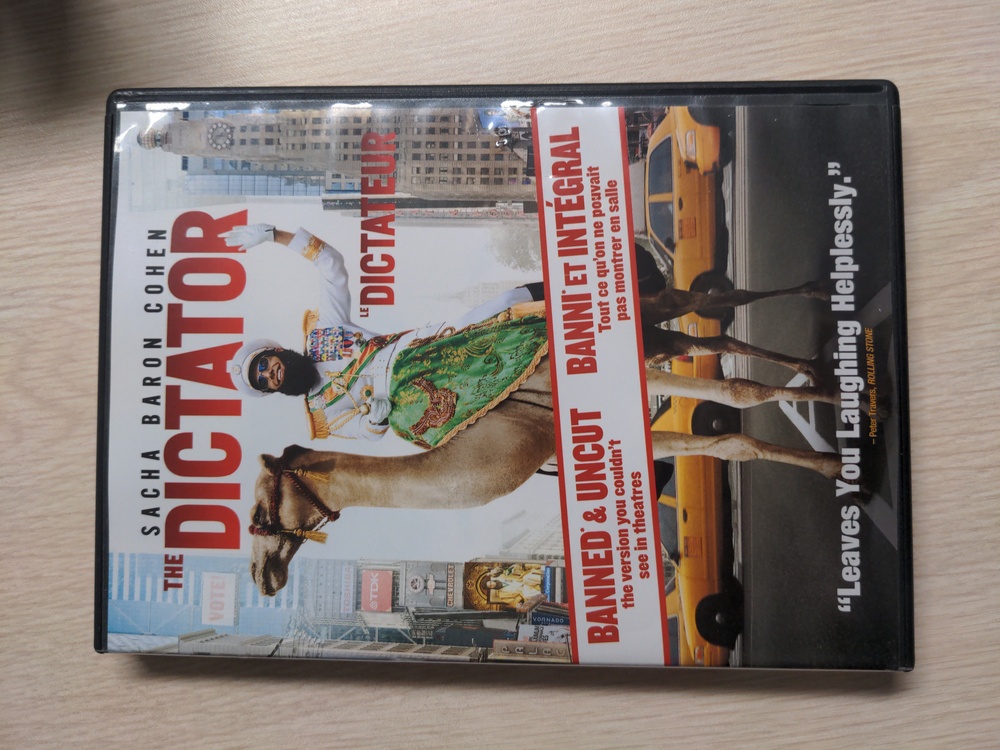 SACHA BARON COHEN
THE DICTATOR
VOTE!
LE DICTATEUR
TOSHIBA
TDK
CHEVROLET
BANNED* & UNCUT
the version you couldn't
see in theatres
BANNI* ET INTÉGRAL
Tout ce qu'on ne pouvait
pas montrer en salle
"Leaves You Laughing Helplessly."
– Peter Travers, ROLLING STONE